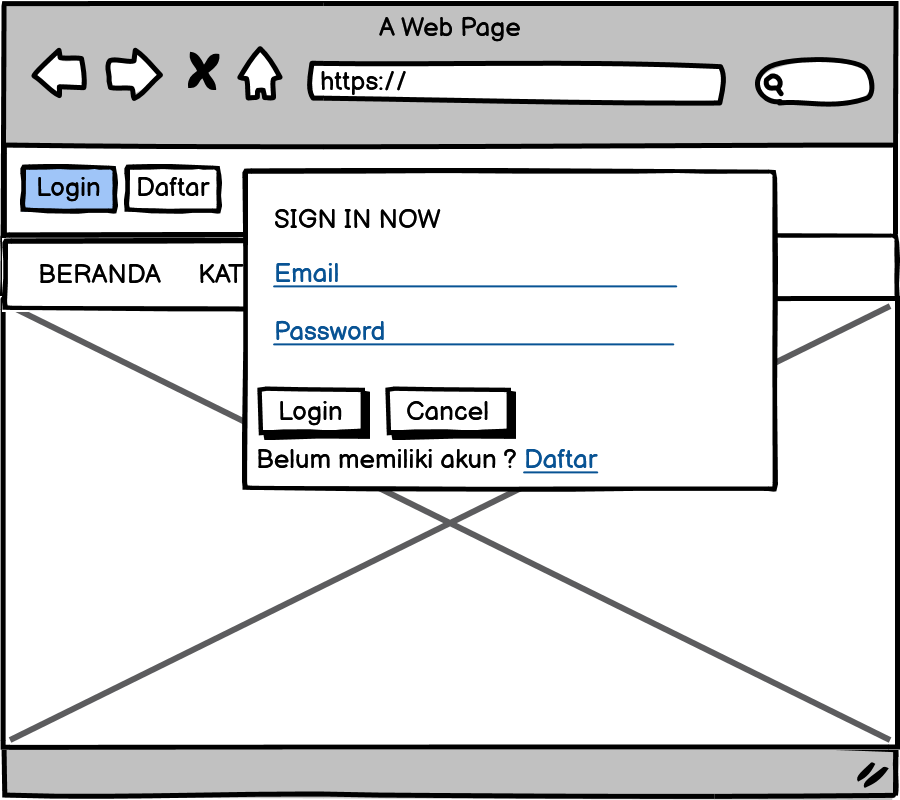 A Web Page
https://
Login Daftar
SIGN IN NOW
BERANDA KAT
Email
Password
Login Cancel
Belum memiliki akun ? Daftar